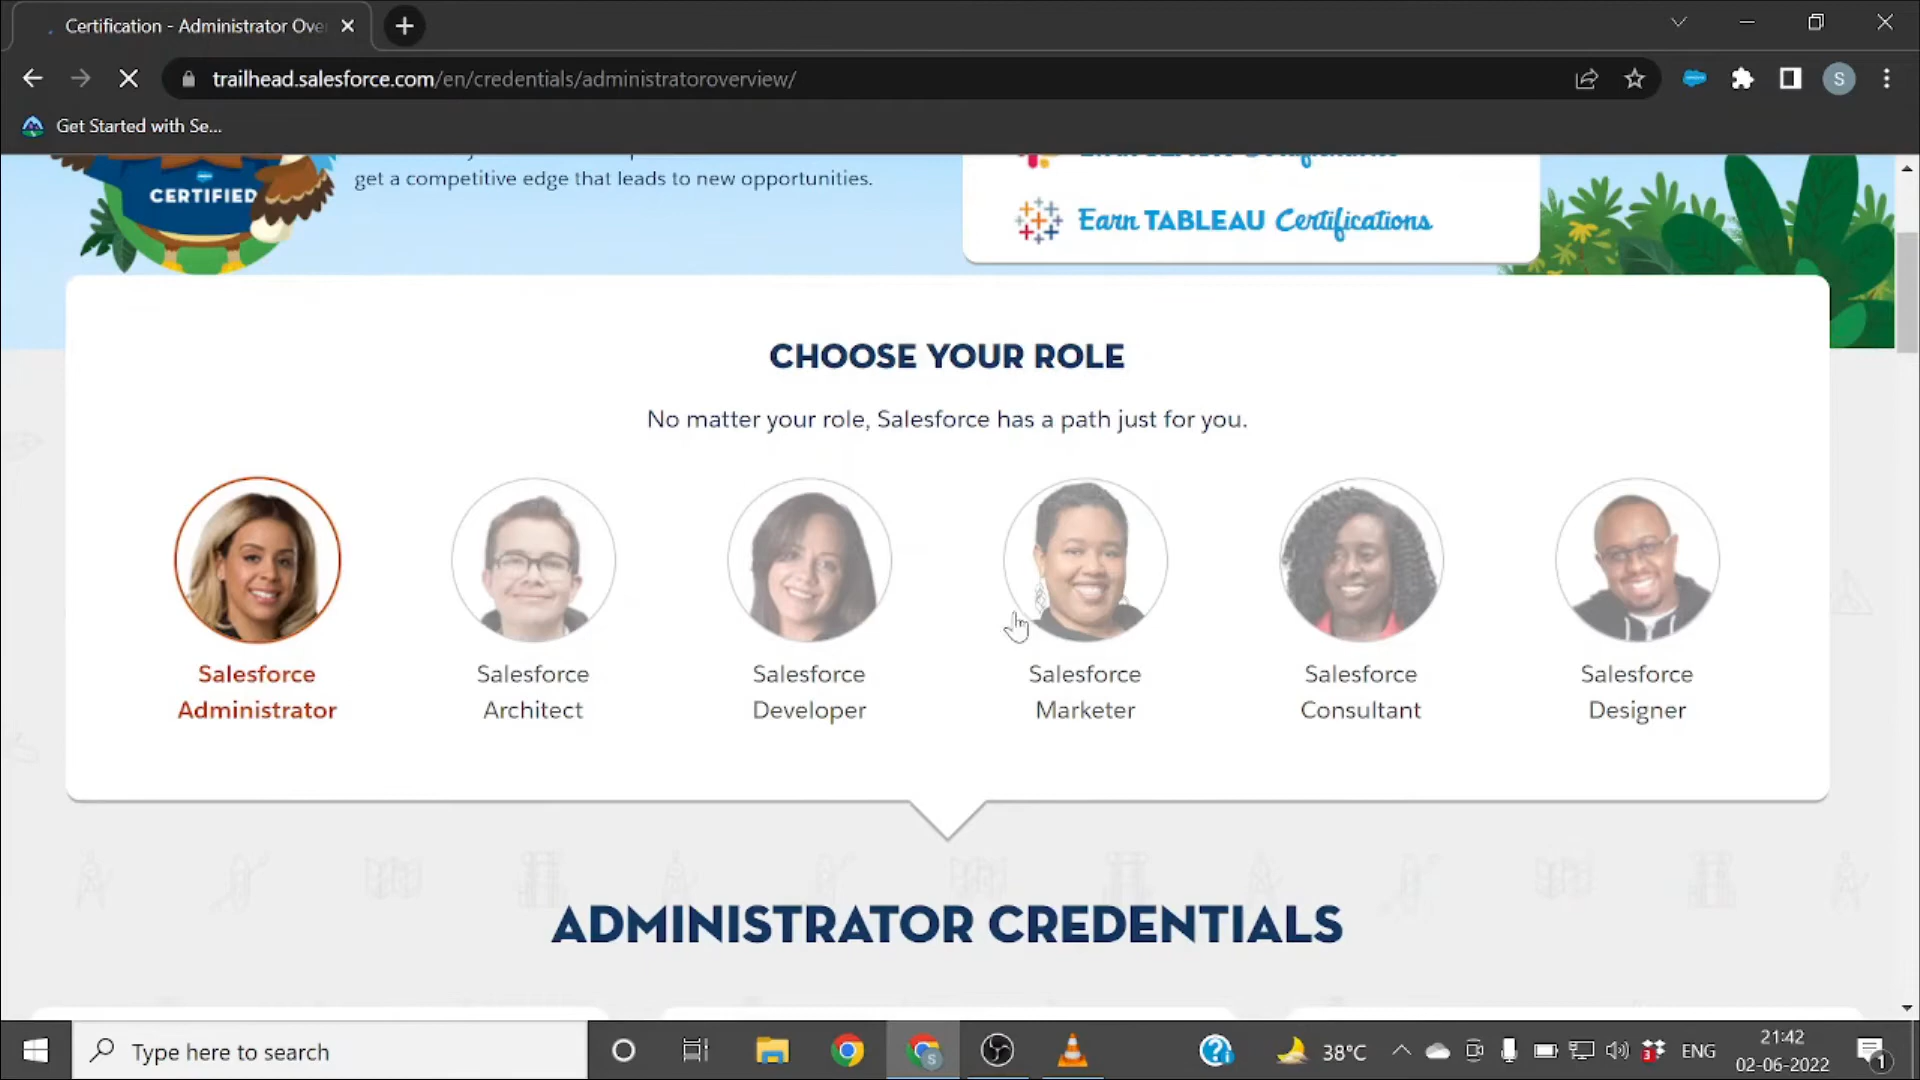 Certification - Administrator Ove
trailhead.salesforce.com/en/credentials/administratoroverview/
S
Get Started with Se...
CERTIFIED
get a competitive edge that leads to new opportunities.
Earn TABLEAU Certifications
CHOOSE YOUR ROLE
No matter your role, Salesforce has a path just for you.
Salesforce
Administrator
Salesforce
Architect
Salesforce
Developer
Salesforce
Marketer
Salesforce
Consultant
Salesforce
Designer
ADMINISTRATOR CREDENTIALS
Type here to search
S
38°C
3
ENG
21:42
02-06-2022
1